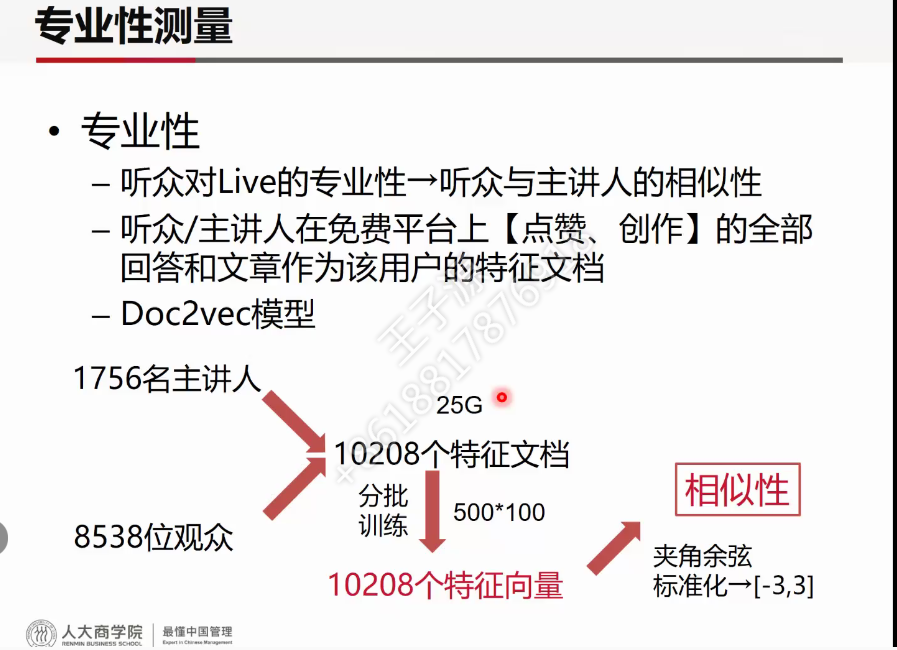 专业性测量
• 专业性
– 听众对Live的专业性→听众与主讲人的相似性
– 听众/主讲人在免费平台上【点赞、创作】的全部
回答和文章作为该用户的特征文档
– Doc2vec模型
1756名主讲人
25G
10208个特征文档
8538位观众
分批
训练
500*100
10208个特征向量
相似性
夹角余弦
标准化→[-3,3]
人大商学院
RENMIN BUSINESS SCHOOL
最懂中国管理
Expert in Chinese Management